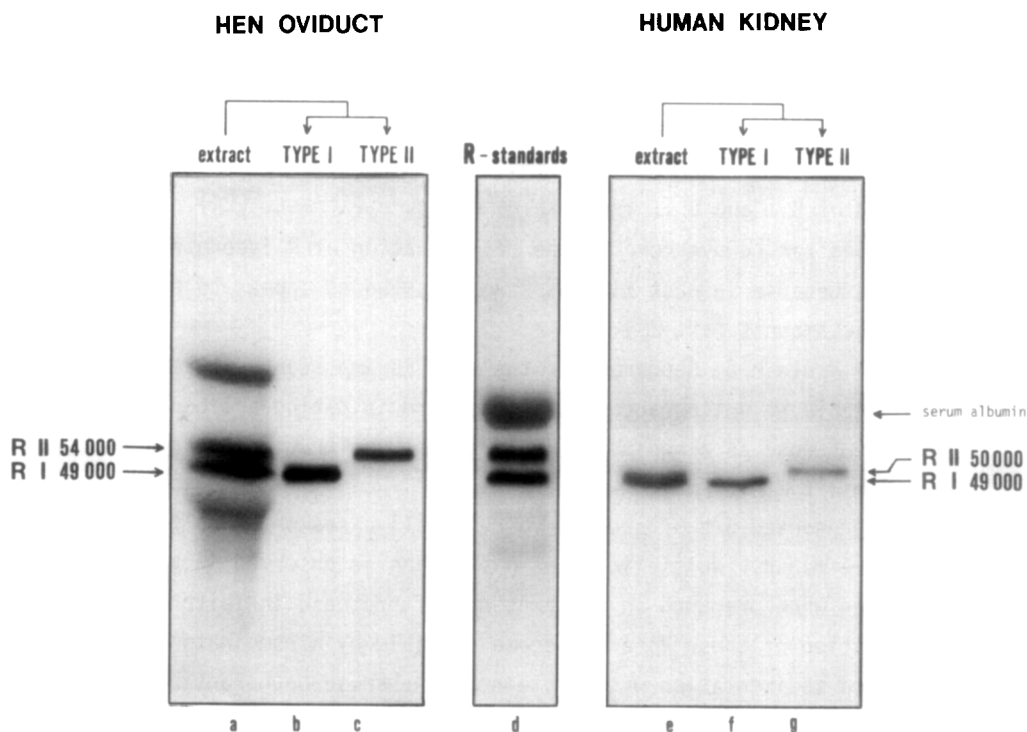 HEN OVIDUCT
HUMAN KIDNEY
extract TYPE I TYPE II
R - standards
extract TYPE I TYPE II
serum albumin
R II 54 000
R I 49 000
R II 50 000
R I 49 000
a b c d e f g